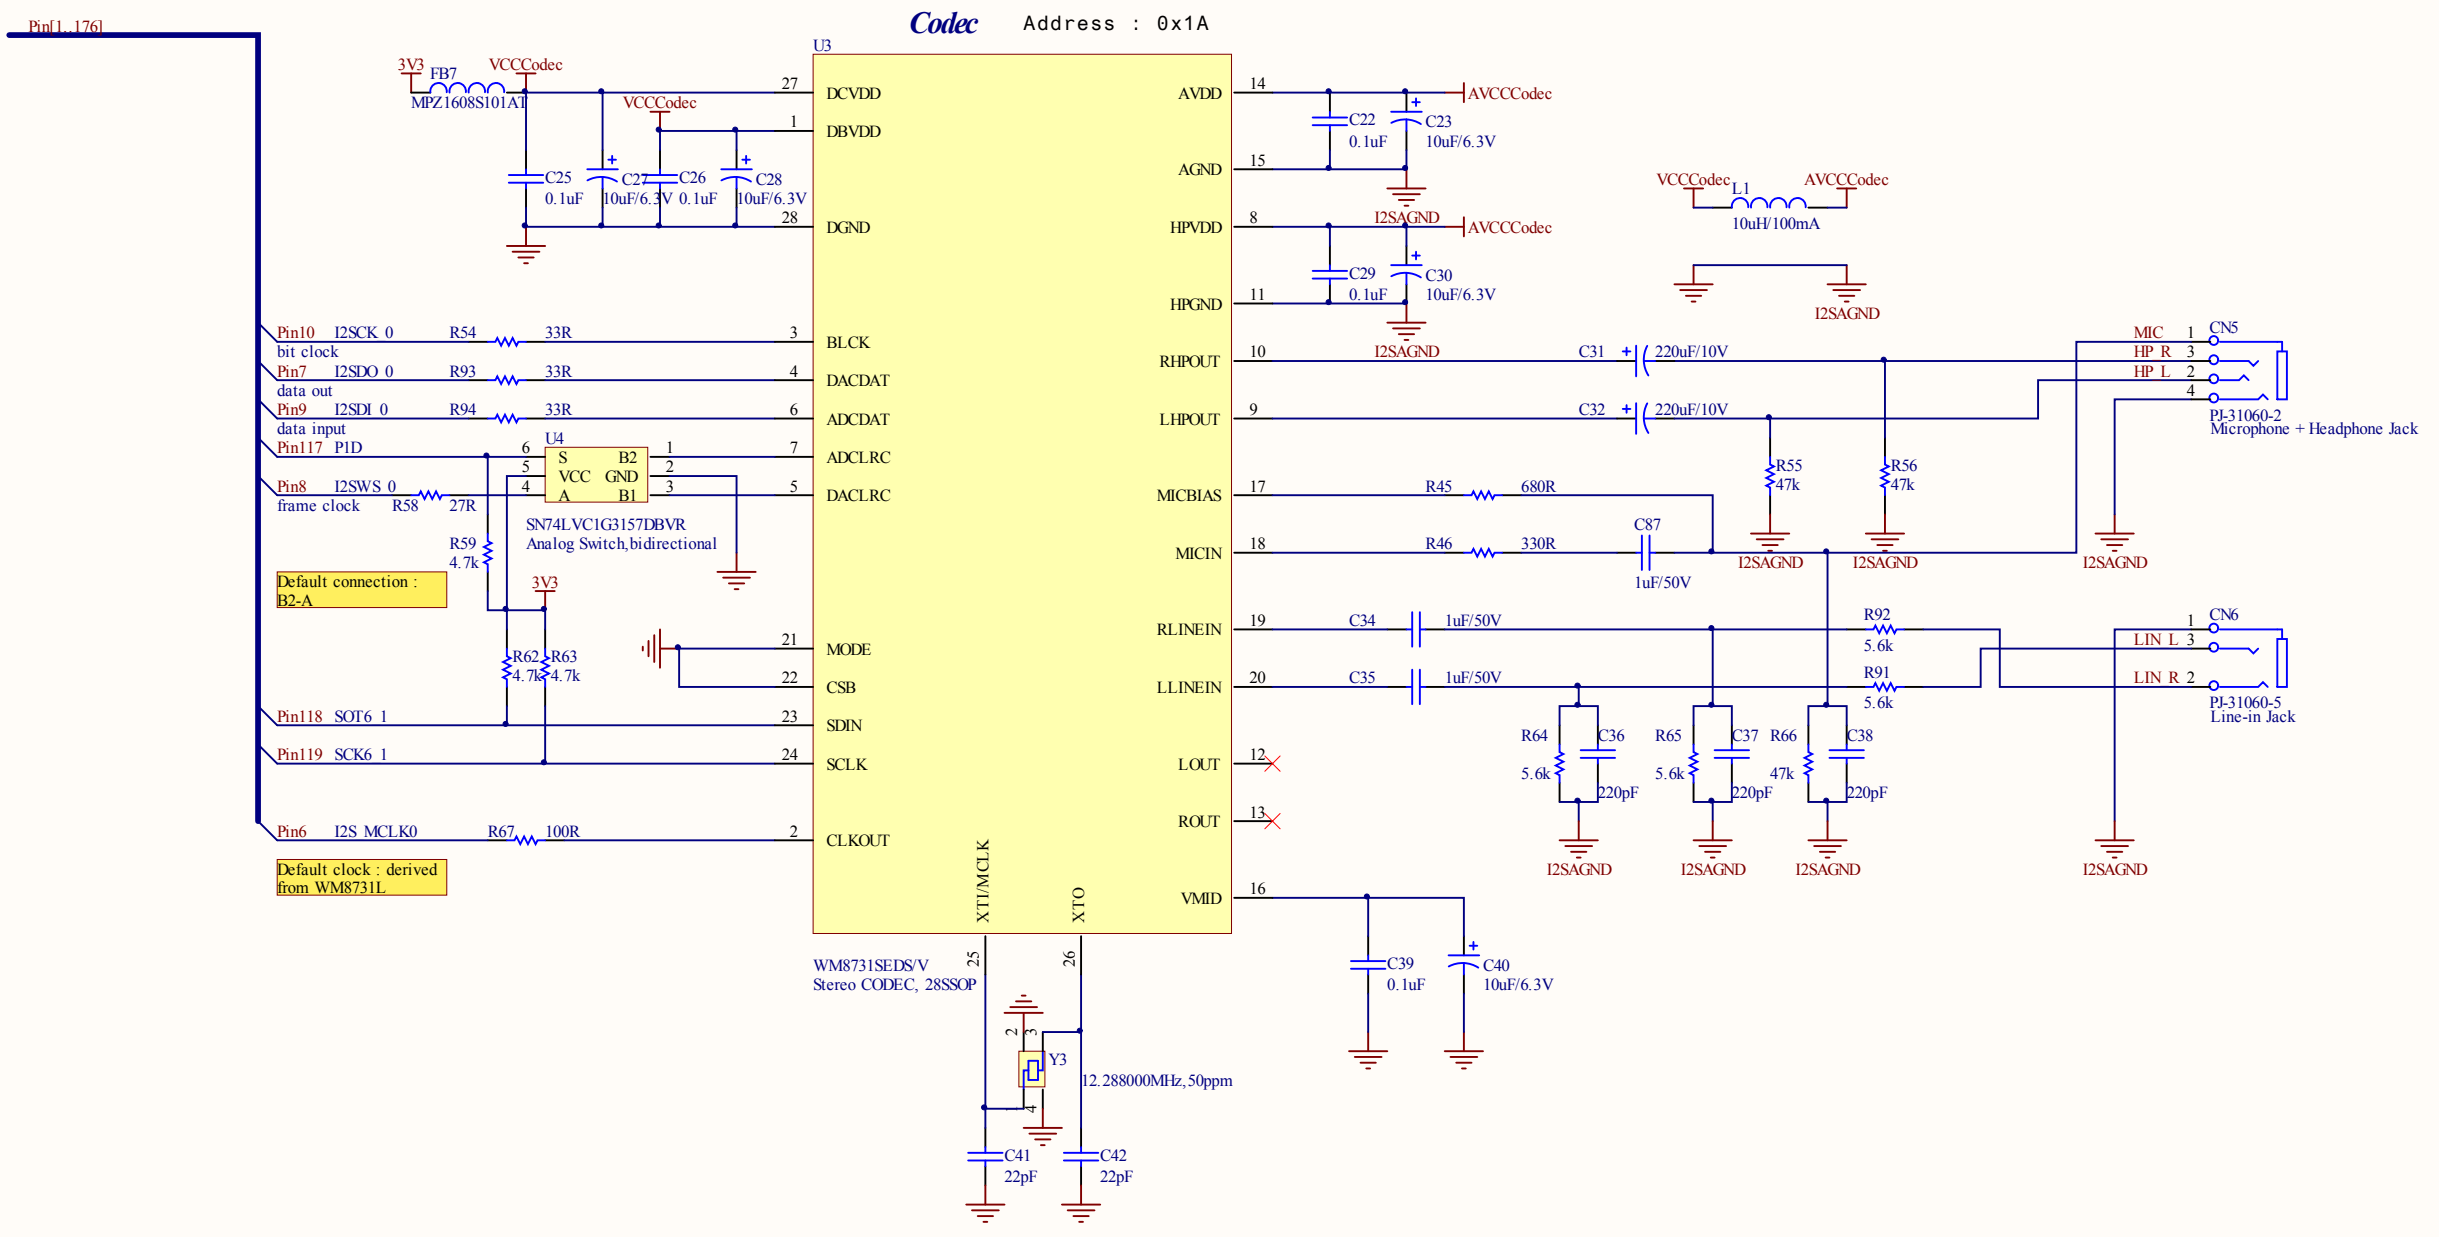 Codec Address : 0x1A
Pin[1..176]
U3
3V3
FB7
VCCCodec
MPZ1608S101AT
VCCCodec
27
DCVDD
1
DBVDD
C25
0.1uF
C27
10uF/6.3V
C26
0.1uF
C28
10uF/6.3V
28
DGND
Pin10 I2SCK_0 R54 33R
bit clock
3
BLCK
Pin7 I2SDO_0 R93 33R
data out
4
DACDAT
Pin9 I2SDI_0 R94 33R
data input
6
ADCDAT
Pin117 P1D
U4
6 S B2 1
5 VCC GND 2
4 A B1 3
7
ADCLRC
5
DACLRC
Pin8 I2SWS_0
frame clock R58 27R
SN74LVC1G3157DBVR
Analog Switch,bidirectional
R59
4.7k
Default connection :
B2-A
3V3
R62
4.7k
R63
4.7k
21
MODE
22
CSB
Pin118 SOT6_1
23
SDIN
Pin119 SCK6_1
24
SCLK
Pin6 I2S_MCLK0 R67 100R
2
CLKOUT
Default clock : derived
from WM8731L
XTI/MCLK
XTO
25
26
WM8731SEDS/V
Stereo CODEC, 28SSOP
2
3
Y3
12.288000MHz,50ppm
1
4
C41
22pF
C42
22pF
AVDD
14
AVCCCodec
C22
0.1uF
C23
10uF/6.3V
AGND
15
I2SAGND
HPVDD
8
AVCCCodec
C29
0.1uF
C30
10uF/6.3V
HPGND
11
I2SAGND
VCCCodec
L1
AVCCCodec
10uH/100mA
I2SAGND
RHPOUT
10
C31 220uF/10V
LHPOUT
9
C32 220uF/10V
MIC 1
HP_R 3
HP_L 2
4
CN5
PJ-31060-2
Microphone + Headphone Jack
R55
47k
R56
47k
MICBIAS
17
R45 680R
MICIN
18
R46 330R
C87
1uF/50V
I2SAGND
I2SAGND
I2SAGND
RLINEIN
19
C34 1uF/50V
R92
5.6k
LLINEIN
20
C35 1uF/50V
R91
5.6k
1
LIN_L 3
LIN_R 2
CN6
PJ-31060-5
Line-in Jack
LOUT
12
ROUT
13
R64
5.6k
C36
220pF
R65
5.6k
C37
220pF
R66
47k
C38
220pF
I2SAGND
I2SAGND
I2SAGND
I2SAGND
VMID
16
C39
0.1uF
C40
10uF/6.3V